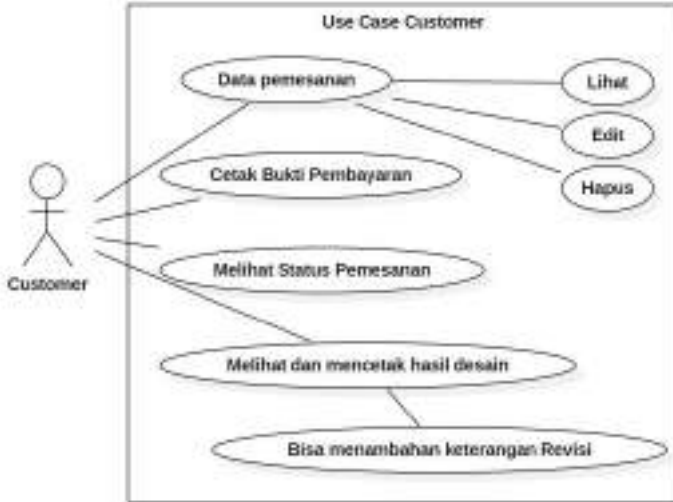 Use Case Customer
Data pemesanan
Lihat
Edit
Hapus
Cetak Bukti Pembayaran
Melihat Status Pemesanan
Customer
Melihat dan mencetak hasil desain
Bisa menambahan keterangan Revisi